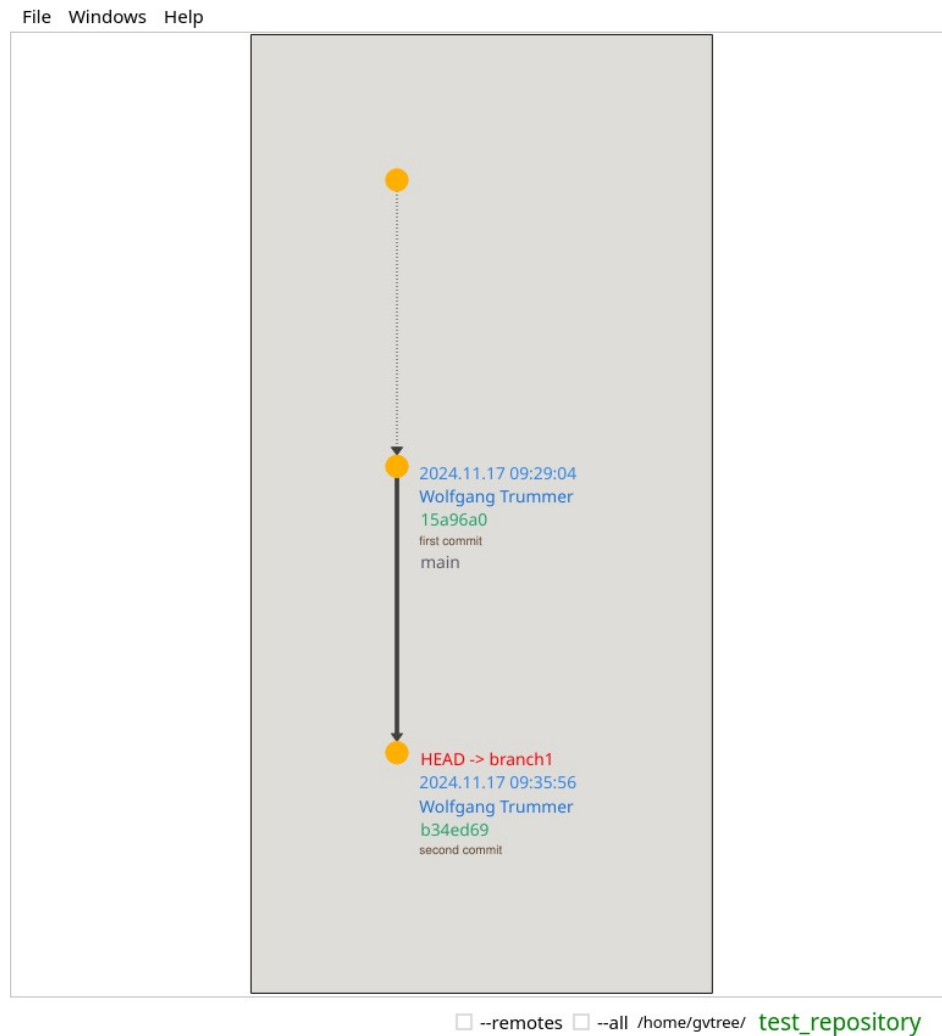 File Windows Help
2024.11.17 09:29:04
Wolfgang Trummer
15a96a0
first commit
main
HEAD -> branch1
2024.11.17 09:35:56
Wolfgang Trummer
b34ed69
second commit
--remotes --all /home/gvtree/ test_repository